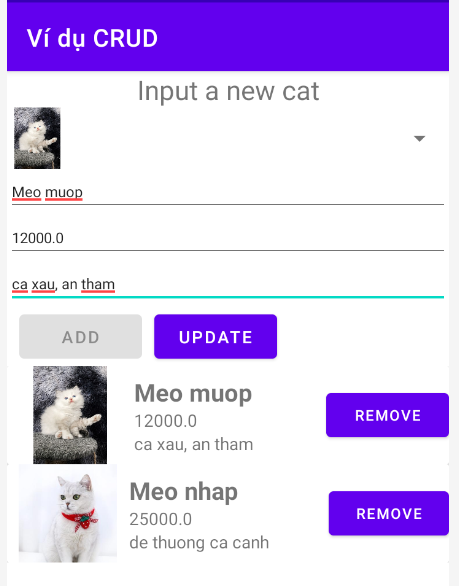 Ví dụ CRUD
Input a new cat
Meo muop
12000.0
ca xau, an tham
ADD
UPDATE
Meo muop
12000.0
ca xau, an tham
REMOVE
Meo nhap
25000.0
de thuong ca canh
REMOVE